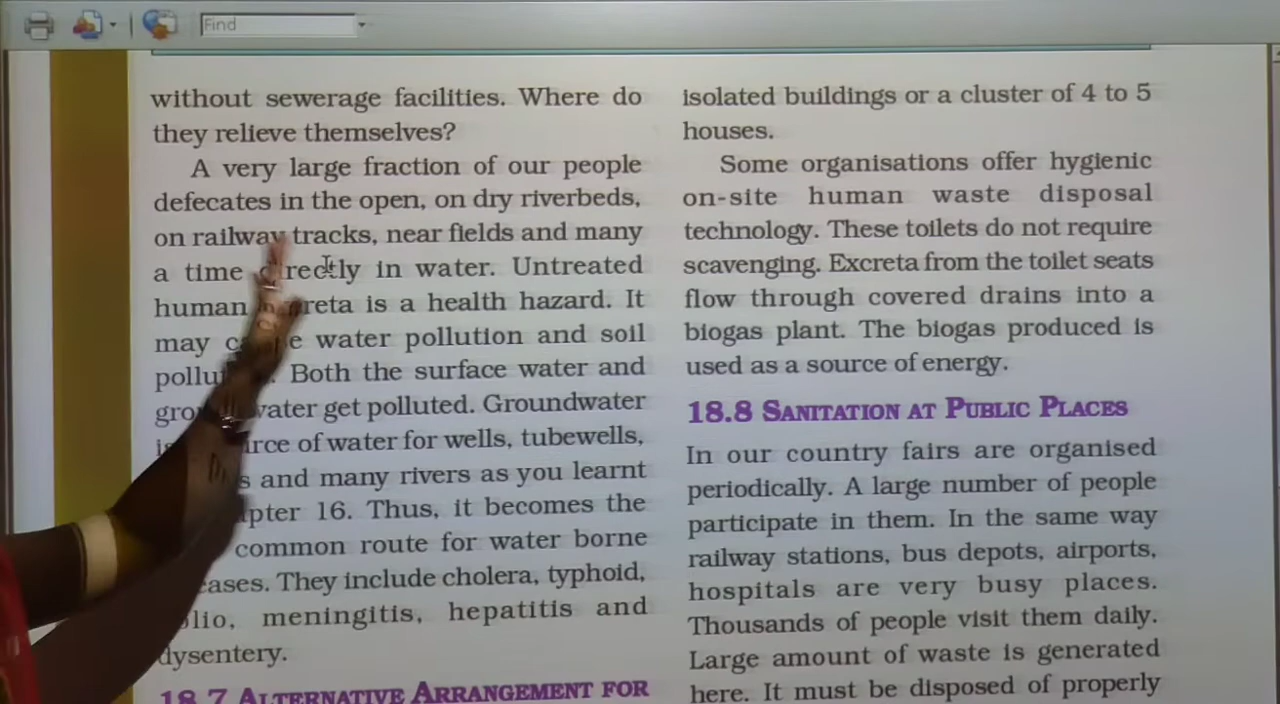 Find
without sewerage facilities. Where do
they relieve themselves?
A very large fraction of our people
defecates in the open, on dry riverbeds,
on railway tracks, near fields and many
a time directly in water. Untreated
human is a health hazard. It
may water pollution and soil
Both the surface water and
get polluted. Groundwater
of water for wells, tubewells,
and many rivers as you learnt
16. Thus, it becomes the
common route for water borne
They include cholera, typhoid,
meningitis, hepatitis and
dysentery.
18.7 ALTERNATIVE ARRANGEMENT FOR
isolated buildings or a cluster of 4 to 5
houses.
Some organisations offer hygienic
on-site human waste disposal
technology. These toilets do not require
scavenging. Excreta from the toilet seats
flow through covered drains into a
biogas plant. The biogas produced is
used as a source of energy.
18.8 SANITATION AT PUBLIC PLACES
In our country fairs are organised
periodically. A large number of people
participate in them. In the same way
railway stations, bus depots, airports,
hospitals are very busy places.
Thousands of people visit them daily.
Large amount of waste is generated
here. It must be disposed of properly